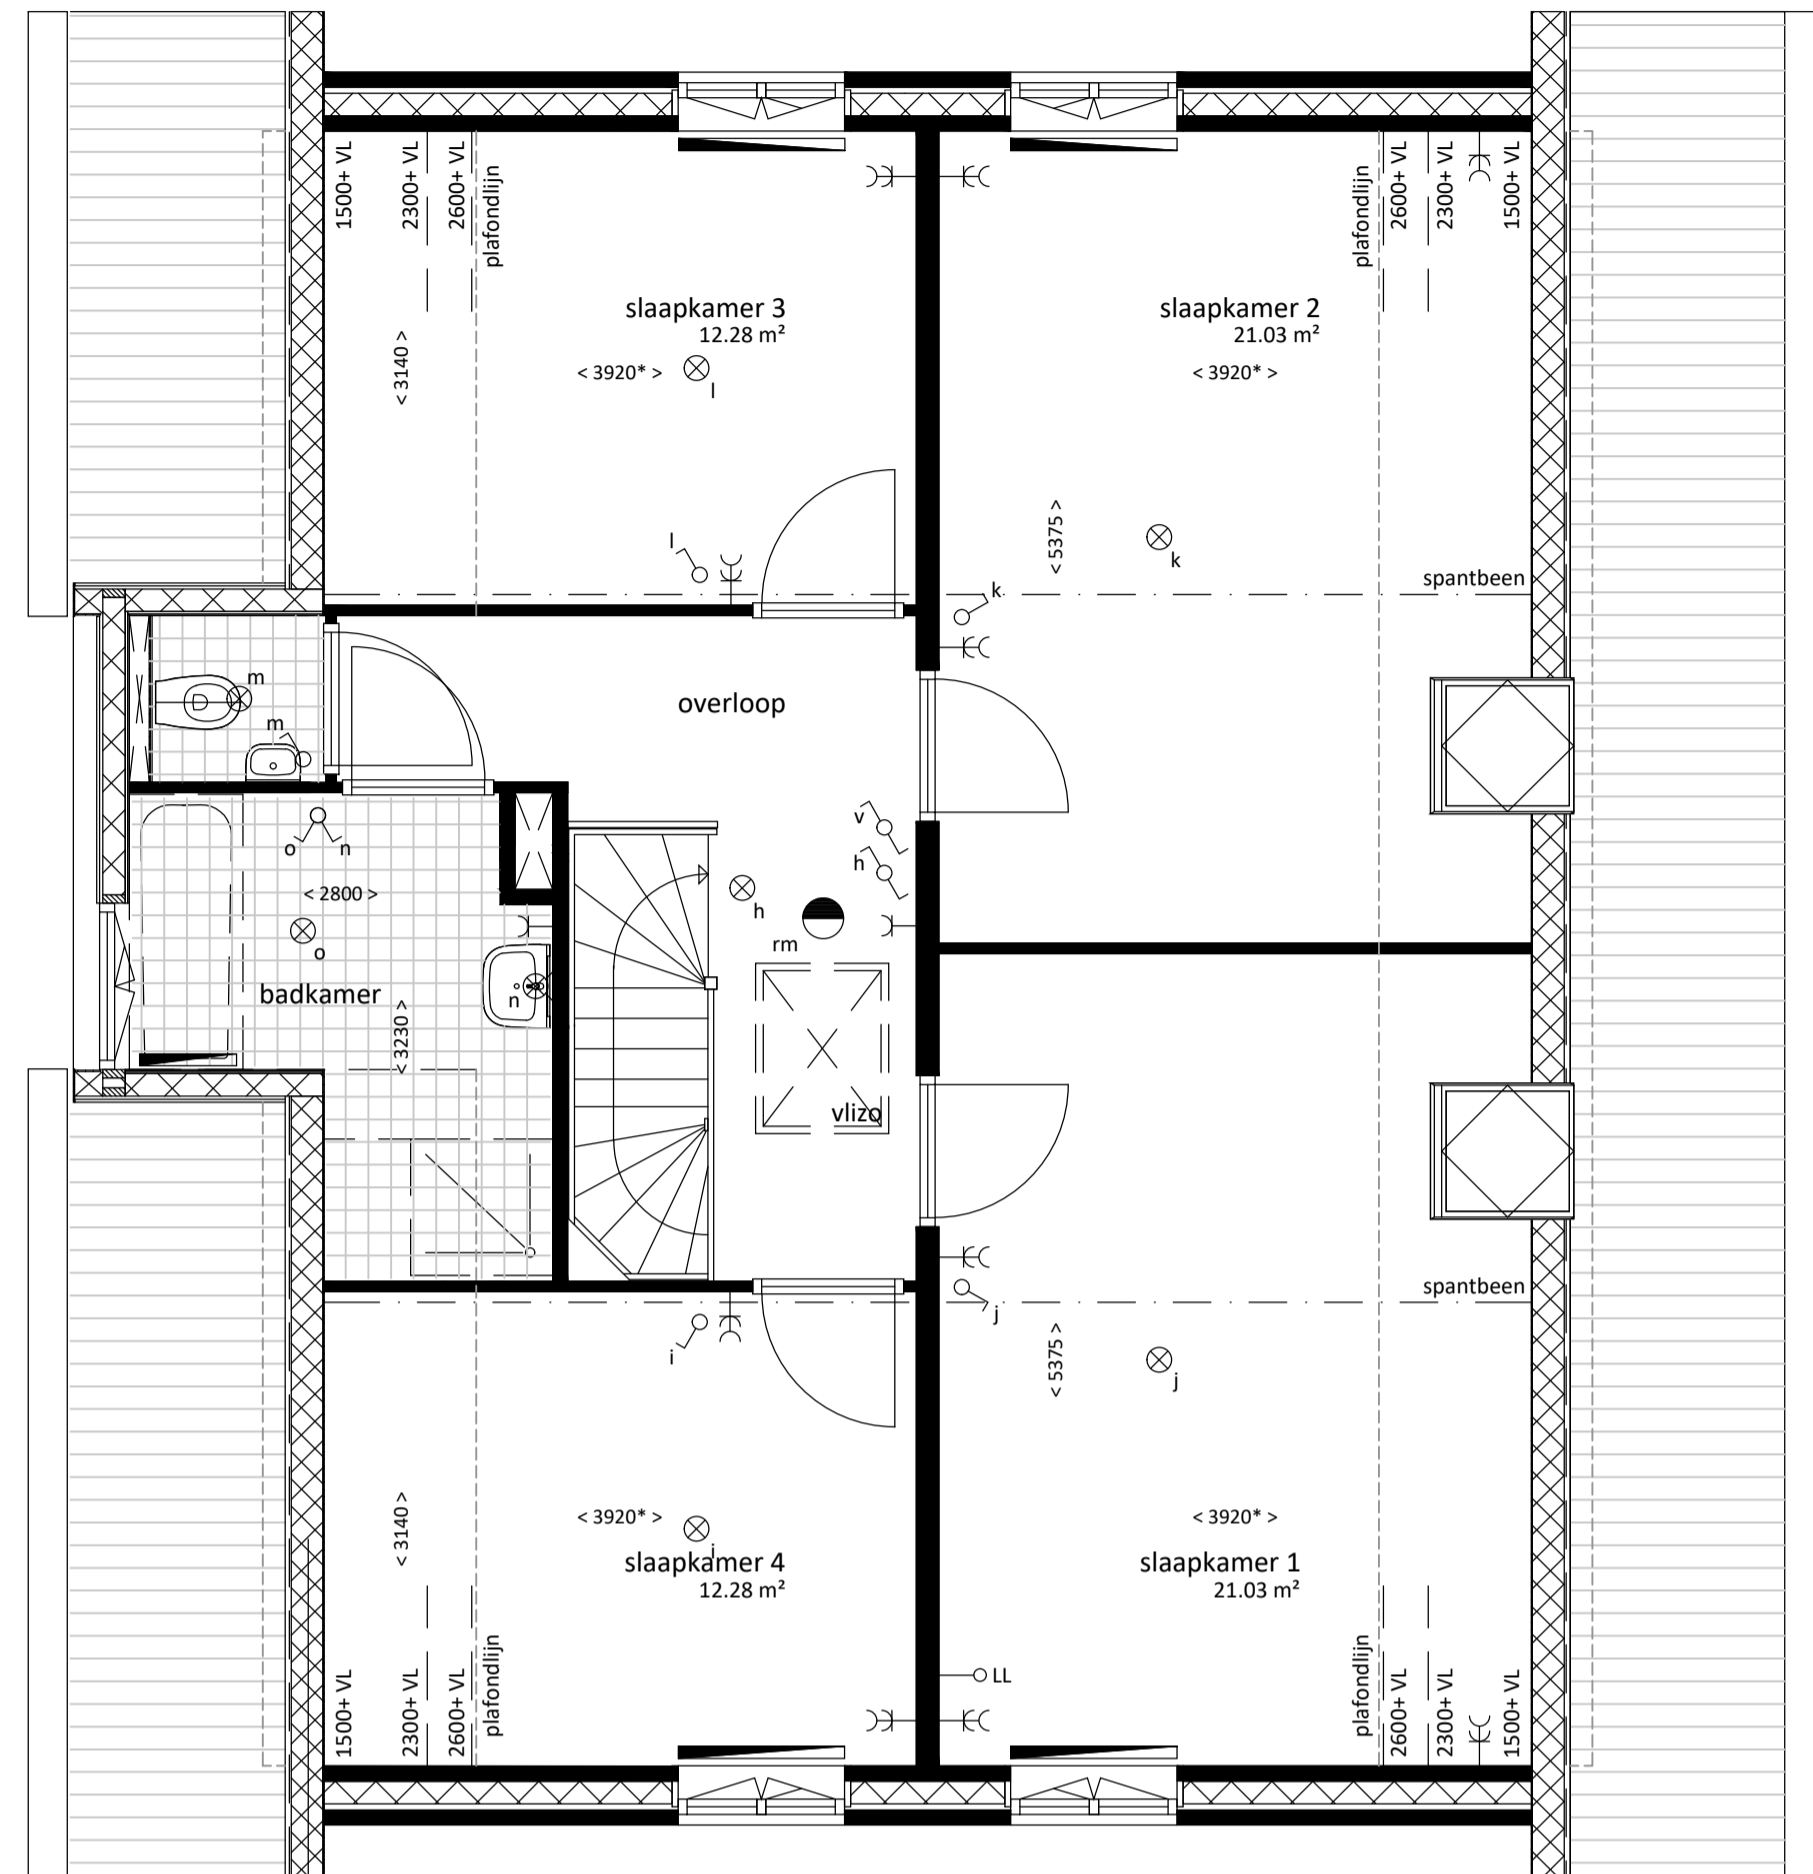 1500+ VL
2300+ VL
2600+ VL
plafondlijn
plafondlijn
2600+ VL
2300+ VL
1500+ VL
slaapkamer 3
12.28 m²
< 3920* >
< 3140 >
l
l
slaapkamer 2
21.03 m²
< 3920* >
< 5375 >
k
k
spantbeen
m
m
overloop
o
n
< 2800 >
o
badkamer
< 3230 >
n
v
h
h
rm
vlizo
spantbeen
j
< 5375 >
j
i
< 3140 >
< 3920* >
i
slaapkamer 4
12.28 m²
< 3920* >
slaapkamer 1
21.03 m²
LL
1500+ VL
2300+ VL
2600+ VL
plafondlijn
plafondlijn
2600+ VL
2300+ VL
1500+ VL